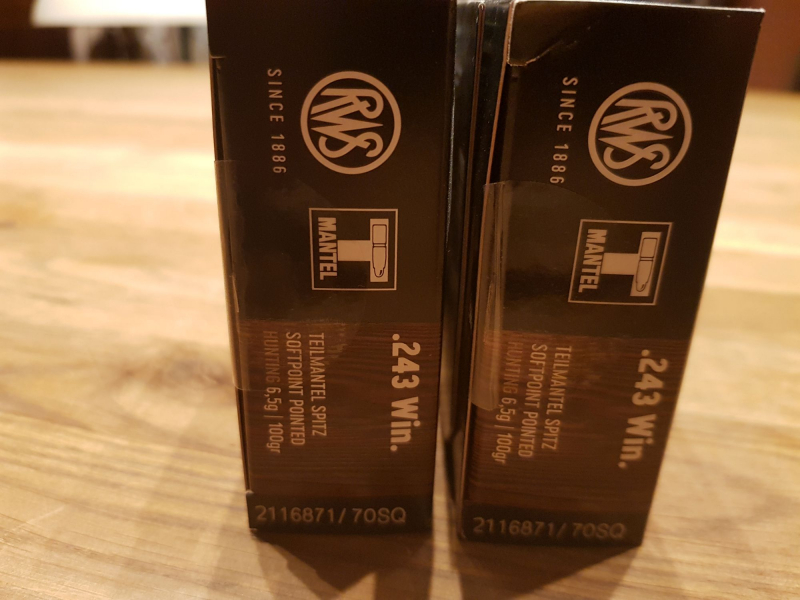 RWS
SINCE 1886
T
MANTEL
.243 Win.
TEILMANTEL SPITZ
SOFTPOINT POINTED
HUNTING 6,5g | 100gr
2116871/70SQ
RWS
SINCE 1886
T
MANTEL
.243 Win.
TEILMANTEL SPITZ
SOFTPOINT POINTED
HUNTING 6,5g | 100gr
2116871/70SQ